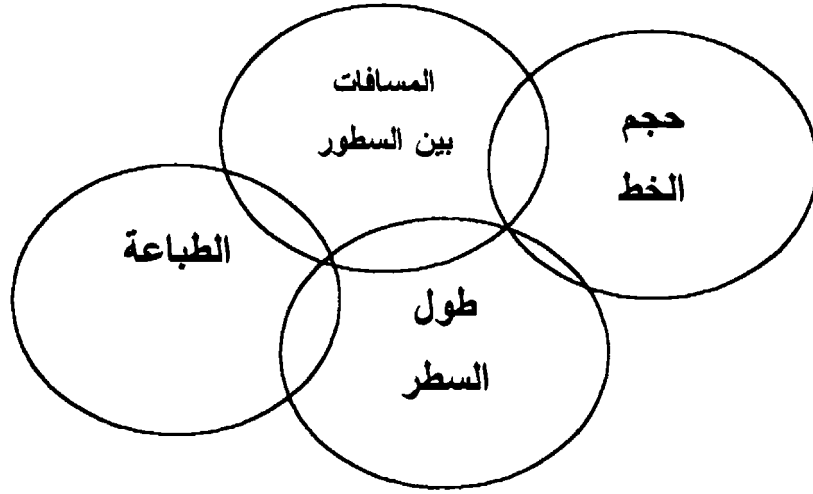 المسافات
بين السطور
حجم
الخط
الطباعة
طول
السطر